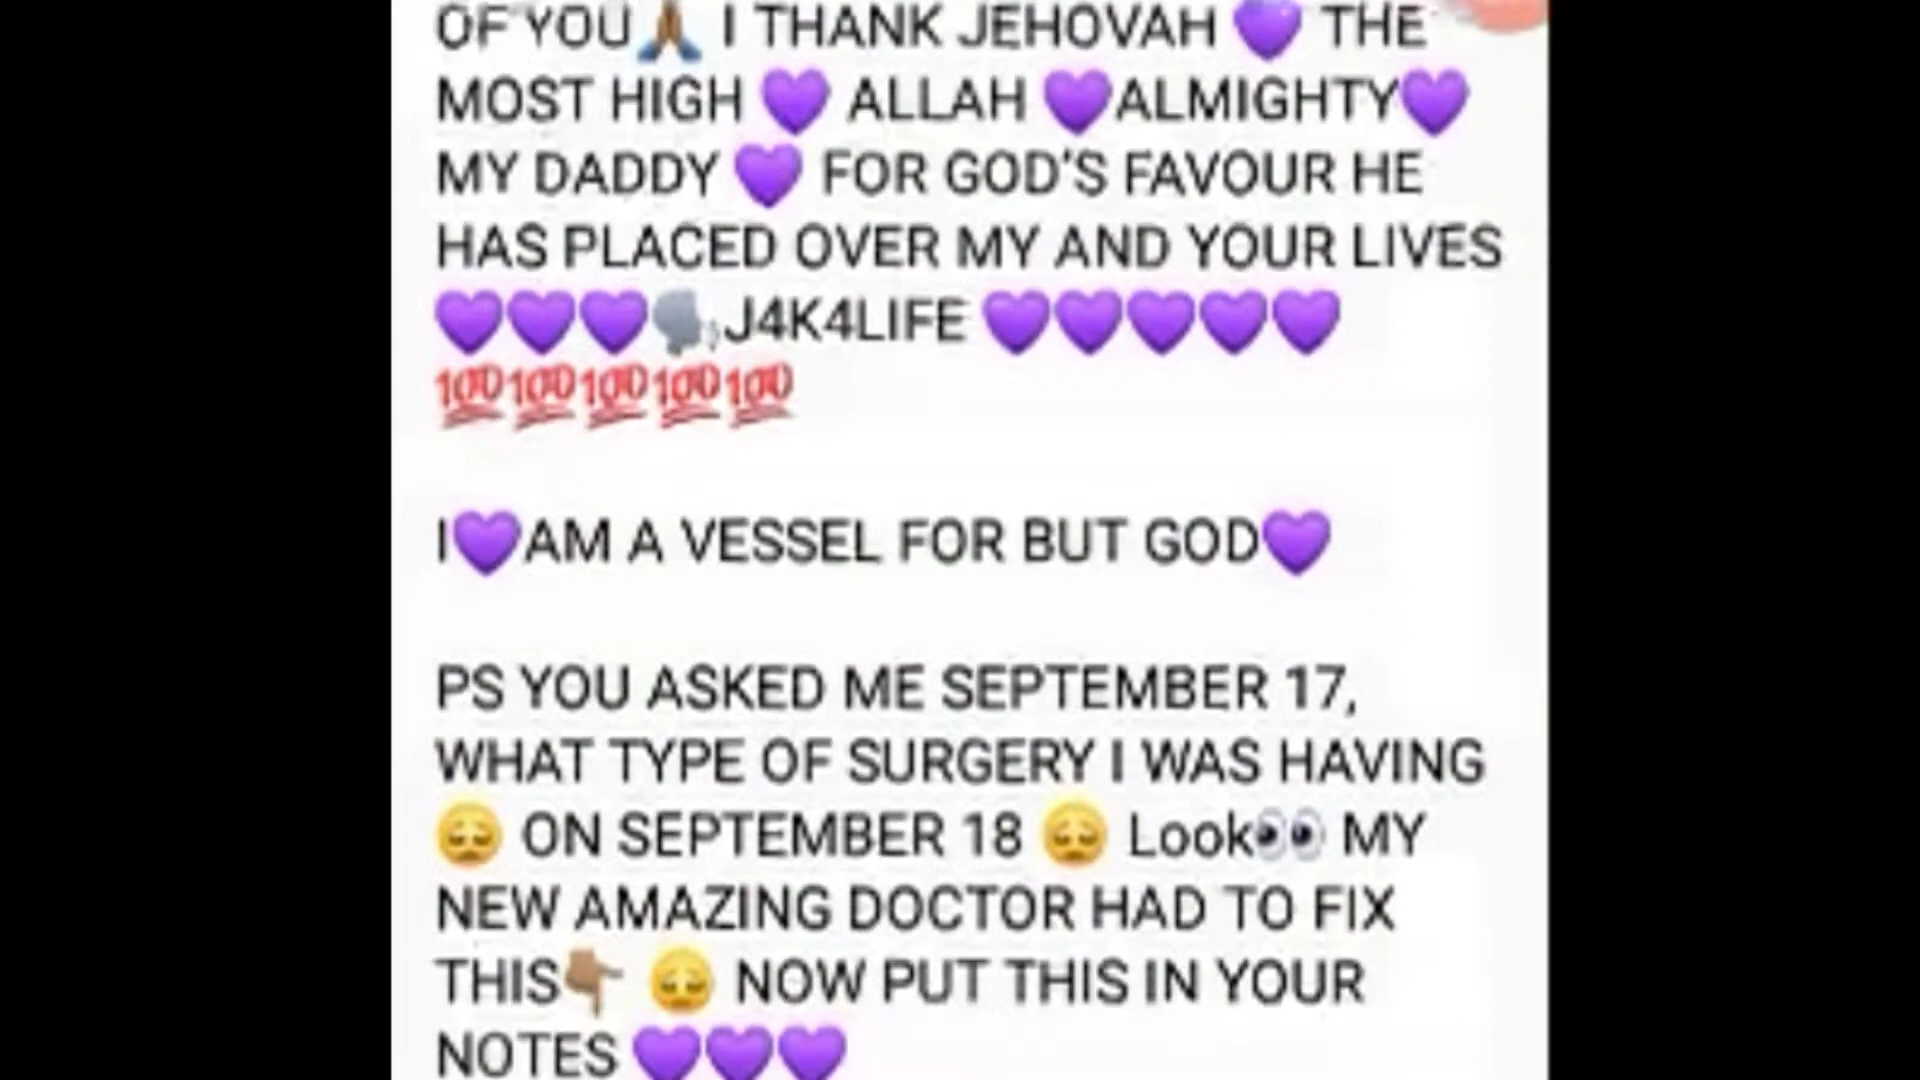 OF YOU🙏🏾 I THANK JEHOVAH 💜 THE
MOST HIGH 💜 ALLAH 💜ALMIGHTY💜
MY DADDY 💜 FOR GOD'S FAVOUR HE
HAS PLACED OVER MY AND YOUR LIVES
💜💜💜🗣️J4K4LIFE 💜💜💜💜💜
💯💯💯💯💯
I💜AM A VESSEL FOR BUT GOD💜
PS YOU ASKED ME SEPTEMBER 17,
WHAT TYPE OF SURGERY I WAS HAVING
😔 ON SEPTEMBER 18 😔 Look👀 MY
NEW AMAZING DOCTOR HAD TO FIX
THIS👇🏽 😔 NOW PUT THIS IN YOUR
NOTES 💜💜💜